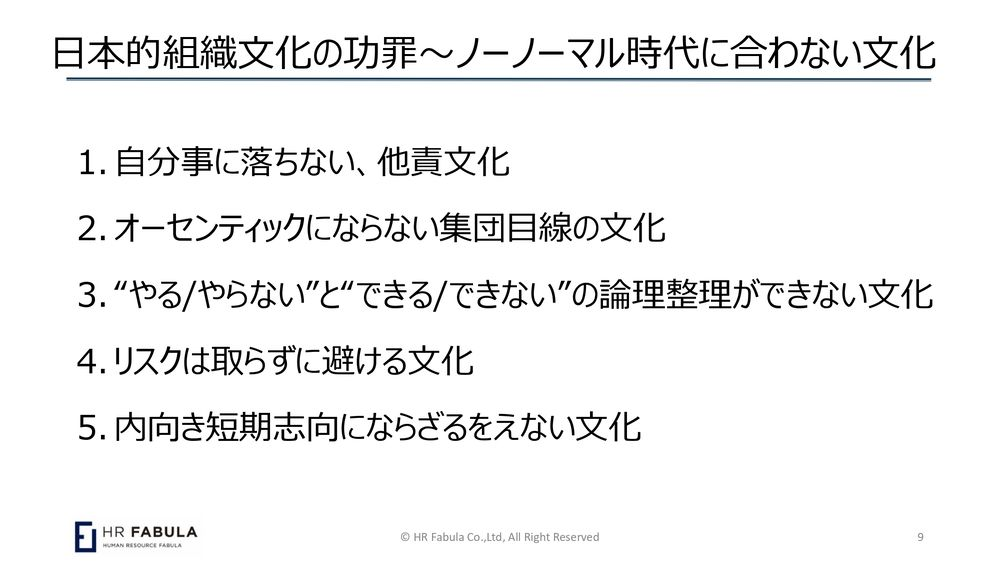 日本的組織文化の功罪～ノーノーマル時代に合わない文化
1. 自分事に落ちない、他責文化
2. オーセンティックにならない集団目線の文化
3. “やる/やらない”と“できる/できない”の論理整理ができない文化
4. リスクは取らずに避ける文化
5. 内向き短期志向にならざるをえない文化
HR FABULA
HUMAN RESOURCE FABULA
© HR Fabula Co.,Ltd, All Right Reserved
9